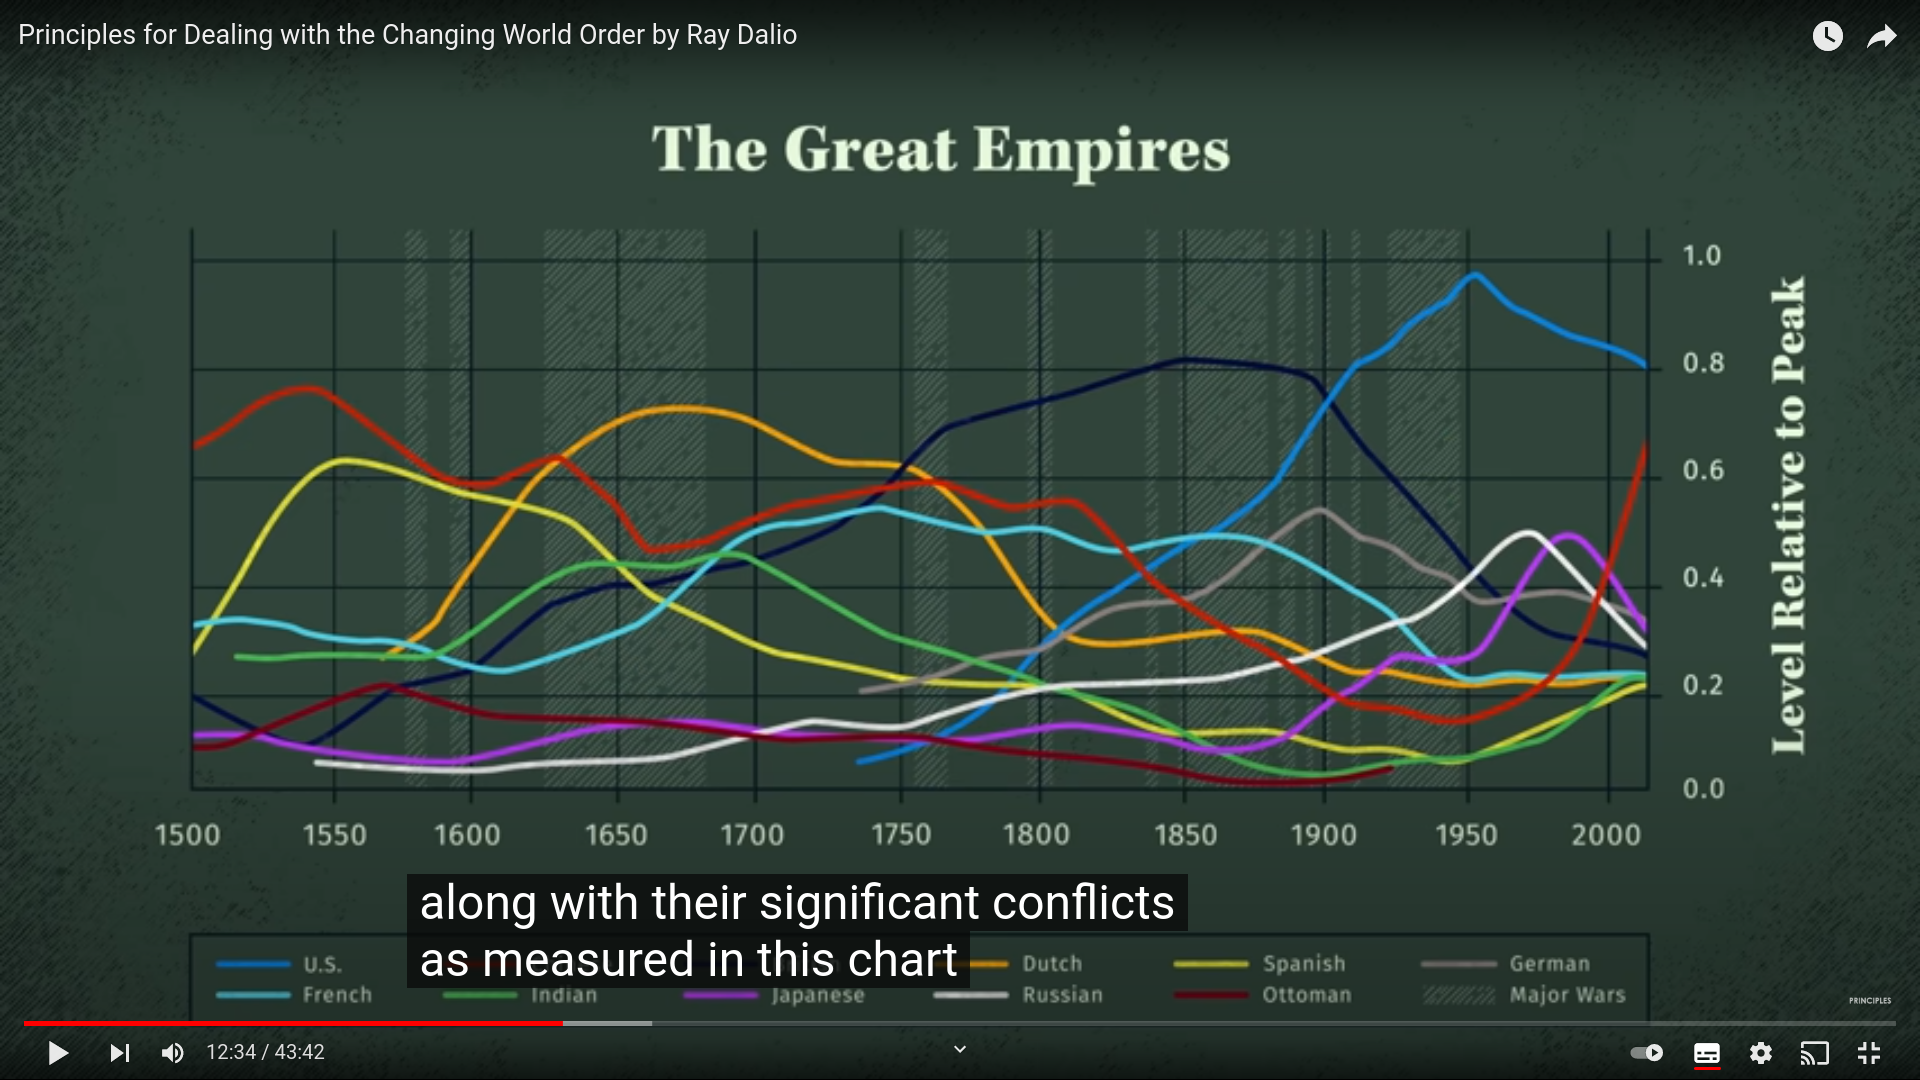 Principles for Dealing with the Changing World Order by Ray Dalio
The Great Empires
1.0
0.8
0.6
0.4
0.2
0.0
Level Relative to Peak
1500 1550 1600 1650 1700 1750 1800 1850 1900 1950 2000
along with their significant conflicts
as measured in this chart
U.S. Dutch Spanish German
French Indian Japanese Russian Ottoman Major Wars
PRINCIPLES
12:34 / 43:42